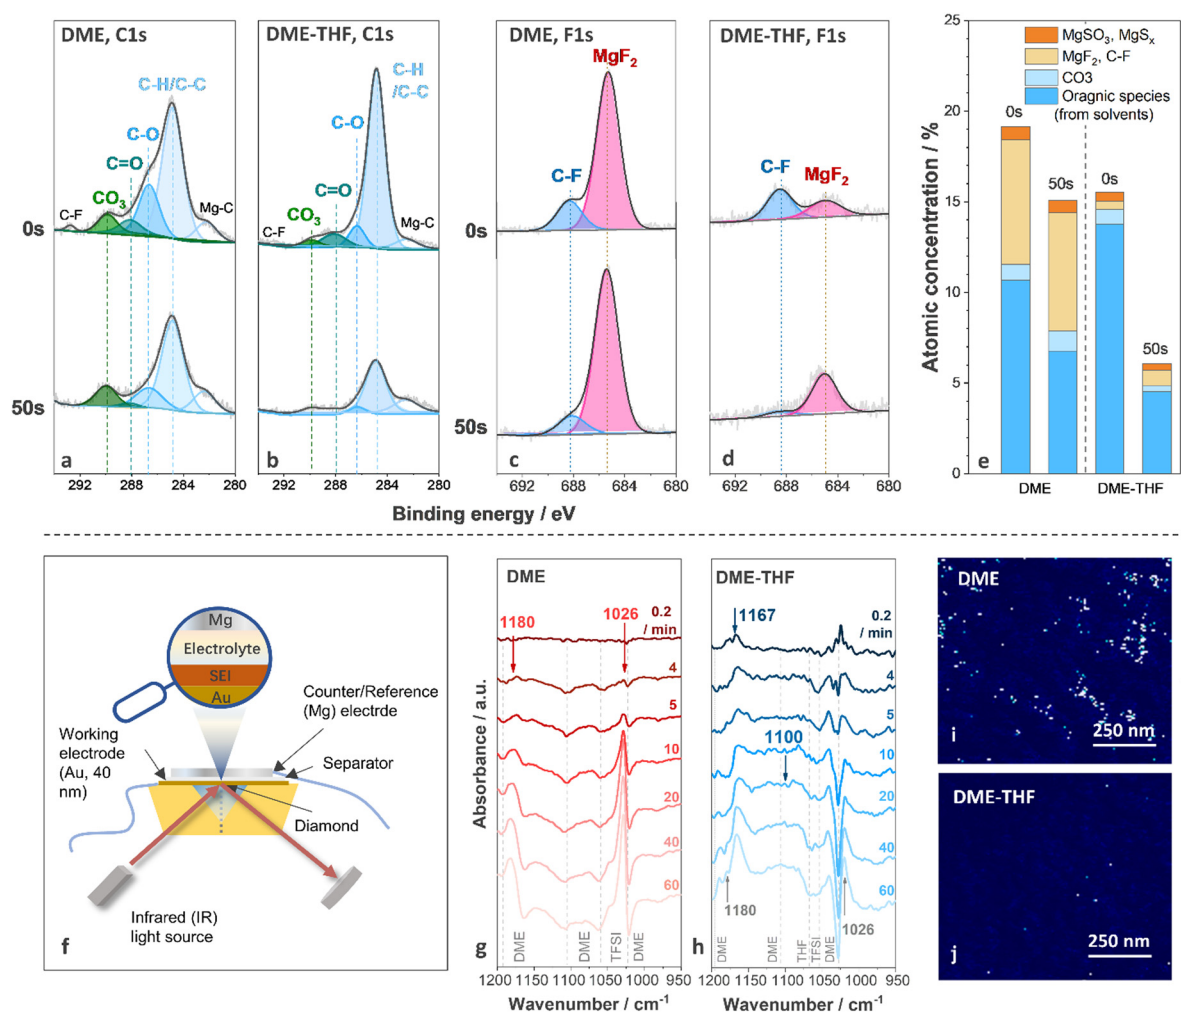 DME, C1s
C-H/C-C
C-O
C=O
CO3
C-F
Mg-C
0s
50s
a
292 288 284 280
DME-THF, C1s
C-H
/C-C
C-O
C=O
CO3
C-F
Mg-C
b
292 288 284 280
DME, F1s
MgF2
C-F
0s
50s
c
692 688 684 680
DME-THF, F1s
C-F
MgF2
d
692 688 684 680
Binding energy / eV
Atomic concentration / %
25
20
15
10
5
0
MgSO3, MgSx
MgF2, C-F
CO3
Oragnic species
(from solvents)
0s
50s
0s
50s
e
DME DME-THF
Mg
Electrolyte
SEI
Au
Counter/Reference
(Mg) electrde
Working
electrode
(Au, 40
nm)
Separator
Diamond
Infrared (IR)
light source
f
Absorbance / a.u.
DME
1180
1026
0.2
/ min
4
5
10
20
40
60
g
DME
DME
TFSI
DME
1200 1150 1100 1050 1000 950
Wavenumber / cm-1
DME-THF
1167
0.2
/ min
4
5
1100
10
20
40
60
1180
1026
h
DME
DME
THF
TFSI
DME
1200 1150 1100 1050 1000 950
Wavenumber / cm-1
DME
i
250 nm
DME-THF
j
250 nm